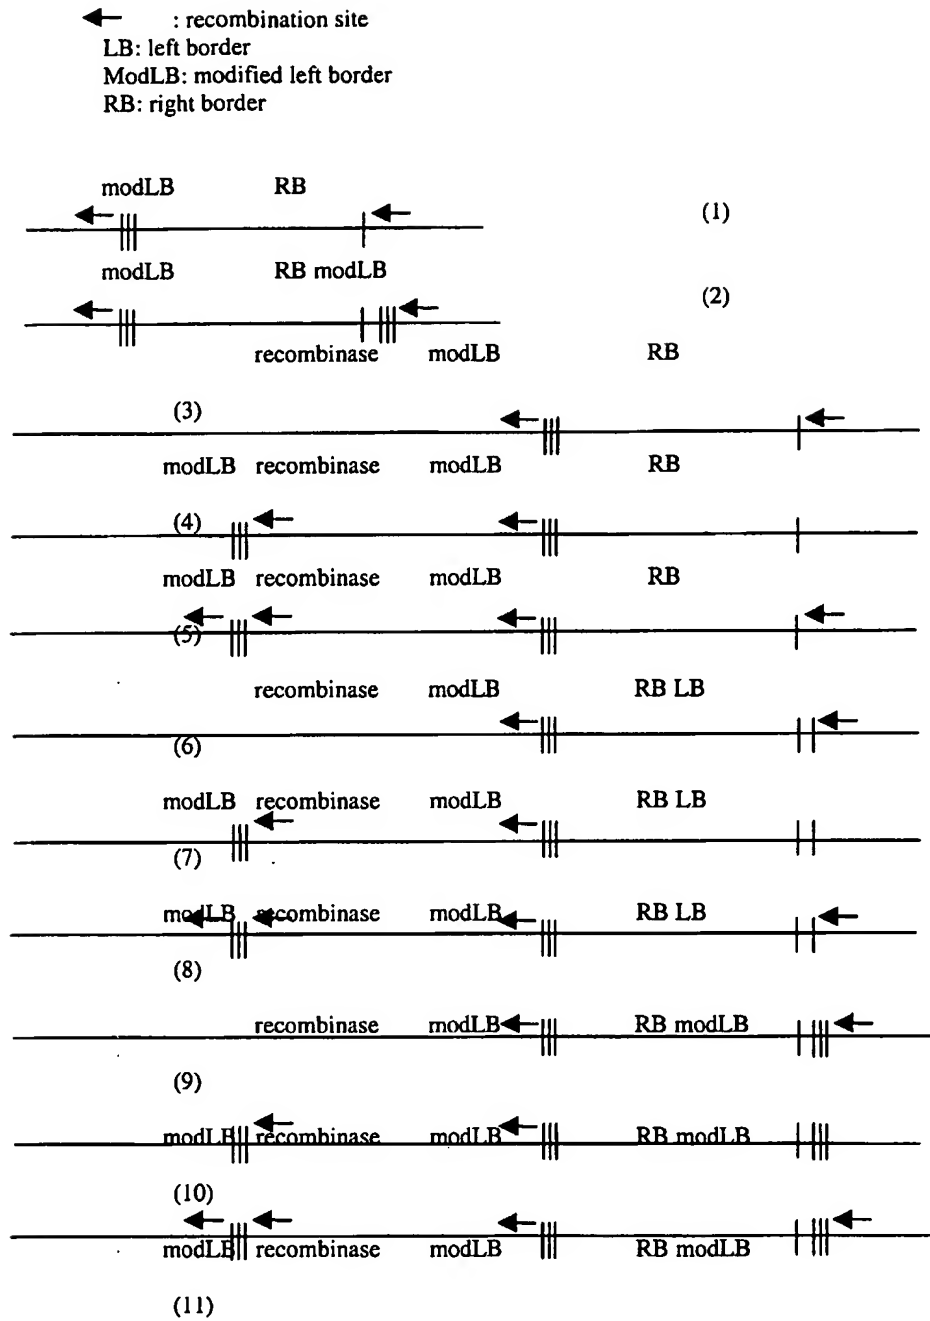 : recombination site
LB: left border
ModLB: modified left border
RB: right border
modLB RB
(1)
modLB RB modLB
(2)
recombinase modLB RB
(3)
modLB recombinase modLB RB
(4)
modLB recombinase modLB RB
(5)
recombinase modLB RB LB
(6)
modLB recombinase modLB RB LB
(7)
modLB recombinase modLB RB LB
(8)
recombinase modLB RB modLB
(9)
modLB recombinase modLB RB modLB
(10)
modLB recombinase modLB RB modLB
(11)